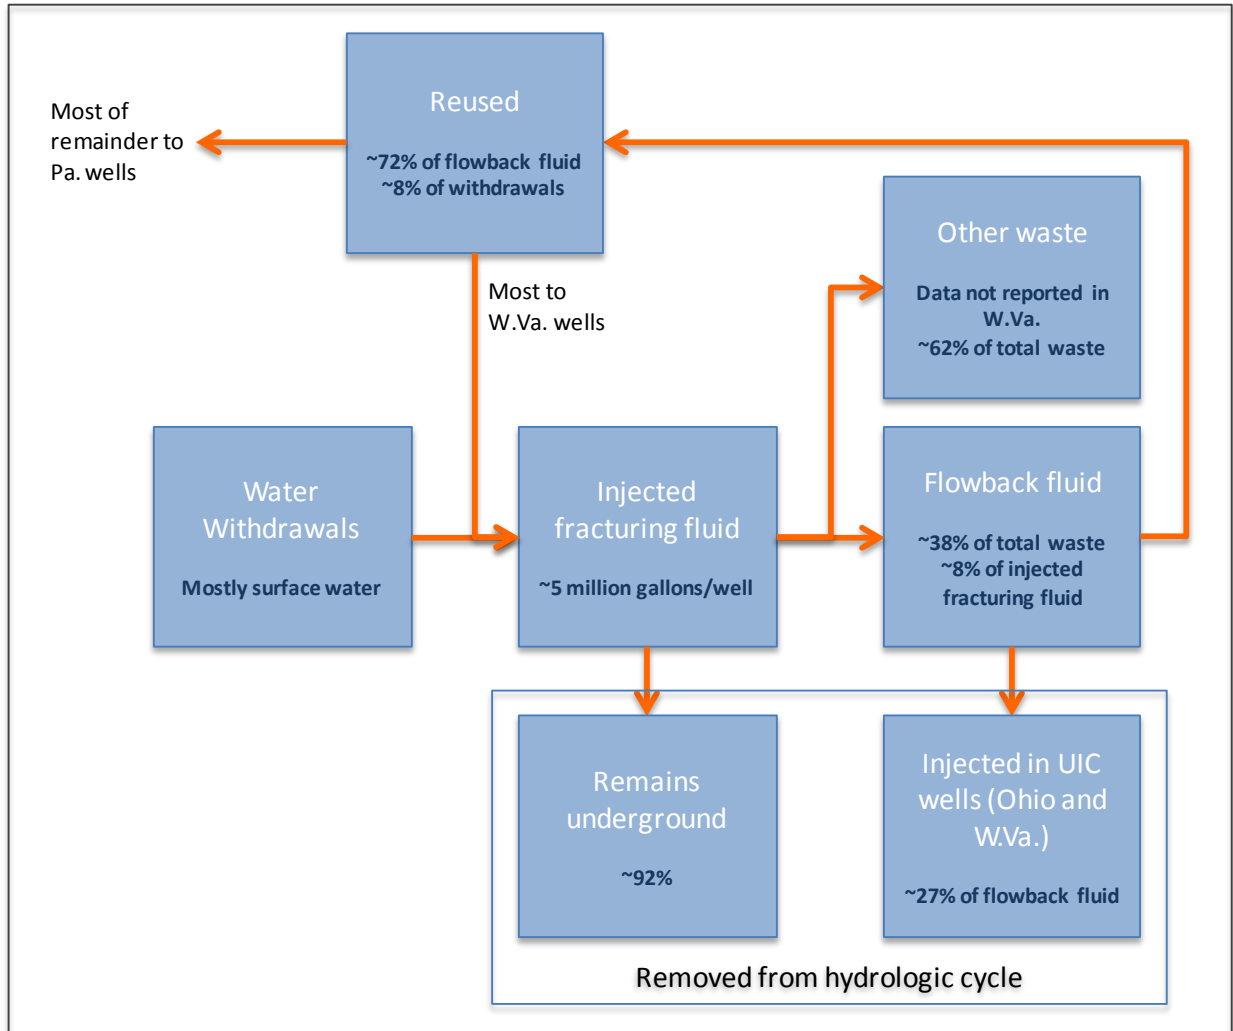 Reused
~72% of flowback fluid
~8% of withdrawals
Most of
remainder to
Pa. wells
Other waste
Data not reported in
W.Va.
~62% of total waste
Most to
W.Va. wells
Water
Withdrawals
Mostly surface water
Injected
fracturing fluid
~5 million gallons/well
Flowback fluid
~38% of total waste
~8% of injected
fracturing fluid
Remains
underground
~92%
Injected in UIC
wells (Ohio and
W.Va.)
~27% of flowback fluid
Removed from hydrologic cycle